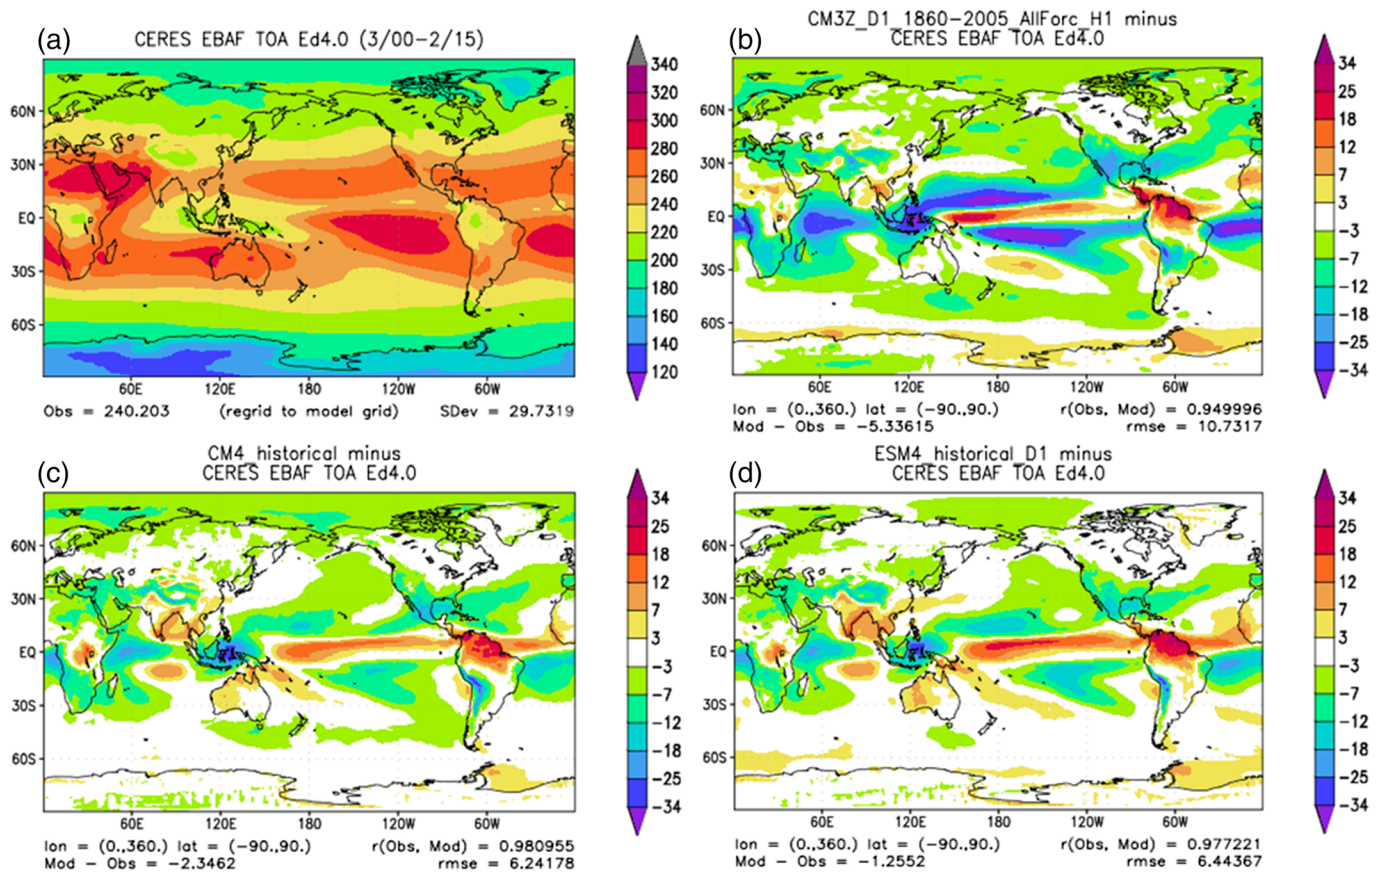 (a)
CERES EBAF TOA Ed4.0 (3/00-2/15)
60N
30N
EQ
30S
60S
60E 120E 180 120W 60W
340
320
300
280
260
240
220
200
180
160
140
120
Obs = 240.203 (regrid to model grid) SDev = 29.7319
(b)
CM3Z_D1_1860-2005_AllForc_H1 minus
CERES EBAF TOA Ed4.0
60N
30N
EQ
30S
60S
60E 120E 180 120W 60W
34
25
18
12
7
3
-3
-7
-12
-18
-25
-34
lon = (0.,360.) lat = (-90.,90.) r(Obs, Mod) = 0.949996
Mod - Obs = -5.33615 rmse = 10.7317
(c)
CM4_historical minus
CERES EBAF TOA Ed4.0
60N
30N
EQ
30S
60S
60E 120E 180 120W 60W
34
25
18
12
7
3
-3
-7
-12
-18
-25
-34
lon = (0.,360.) lat = (-90.,90.) r(Obs, Mod) = 0.980955
Mod - Obs = -2.3462 rmse = 6.24178
(d)
ESM4_historical_D1 minus
CERES EBAF TOA Ed4.0
60N
30N
EQ
30S
60S
60E 120E 180 120W 60W
34
25
18
12
7
3
-3
-7
-12
-18
-25
-34
lon = (0.,360.) lat = (-90.,90.) r(Obs, Mod) = 0.977221
Mod - Obs = -1.2552 rmse = 6.44367